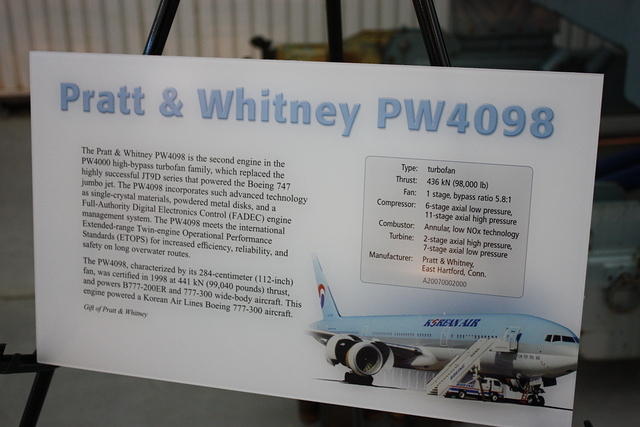 Pratt & Whitney PW4098
The Pratt & Whitney PW4098 is the second engine in the
PW4000 high-bypass turbofan family, which replaced the
highly successful JT9D series that powered the Boeing 747
jumbo jet. The PW4098 incorporates such advanced technology
as single-crystal materials, powdered metal disks, and a
Full-Authority Digital Electronics Control (FADEC) engine
management system. The PW4098 meets the international
Extended-range Twin-engine Operational Performance
Standards (ETOPS) for increased efficiency, reliability, and
safety on long overwater routes.
The PW4098, characterized by its 284-centimeter (112-inch)
fan, was certified in 1998 at 441 kN (99,040 pounds) thrust,
and powers B777-200ER and 777-300 wide-body aircraft. This
engine powered a Korean Air Lines Boeing 777-300 aircraft.
Gift of Pratt & Whitney
Type: turbofan
Thrust: 436 kN (98,000 lb)
Fan: 1 stage, bypass ratio 5.8:1
Compressor: 6-stage axial low pressure,
11-stage axial high pressure
Combustor: Annular, low NOx technology
Turbine: 2-stage axial high pressure,
7-stage axial low pressure
Manufacturer: Pratt & Whitney,
East Hartford, Conn.
A20070002000
KOREAN AIR